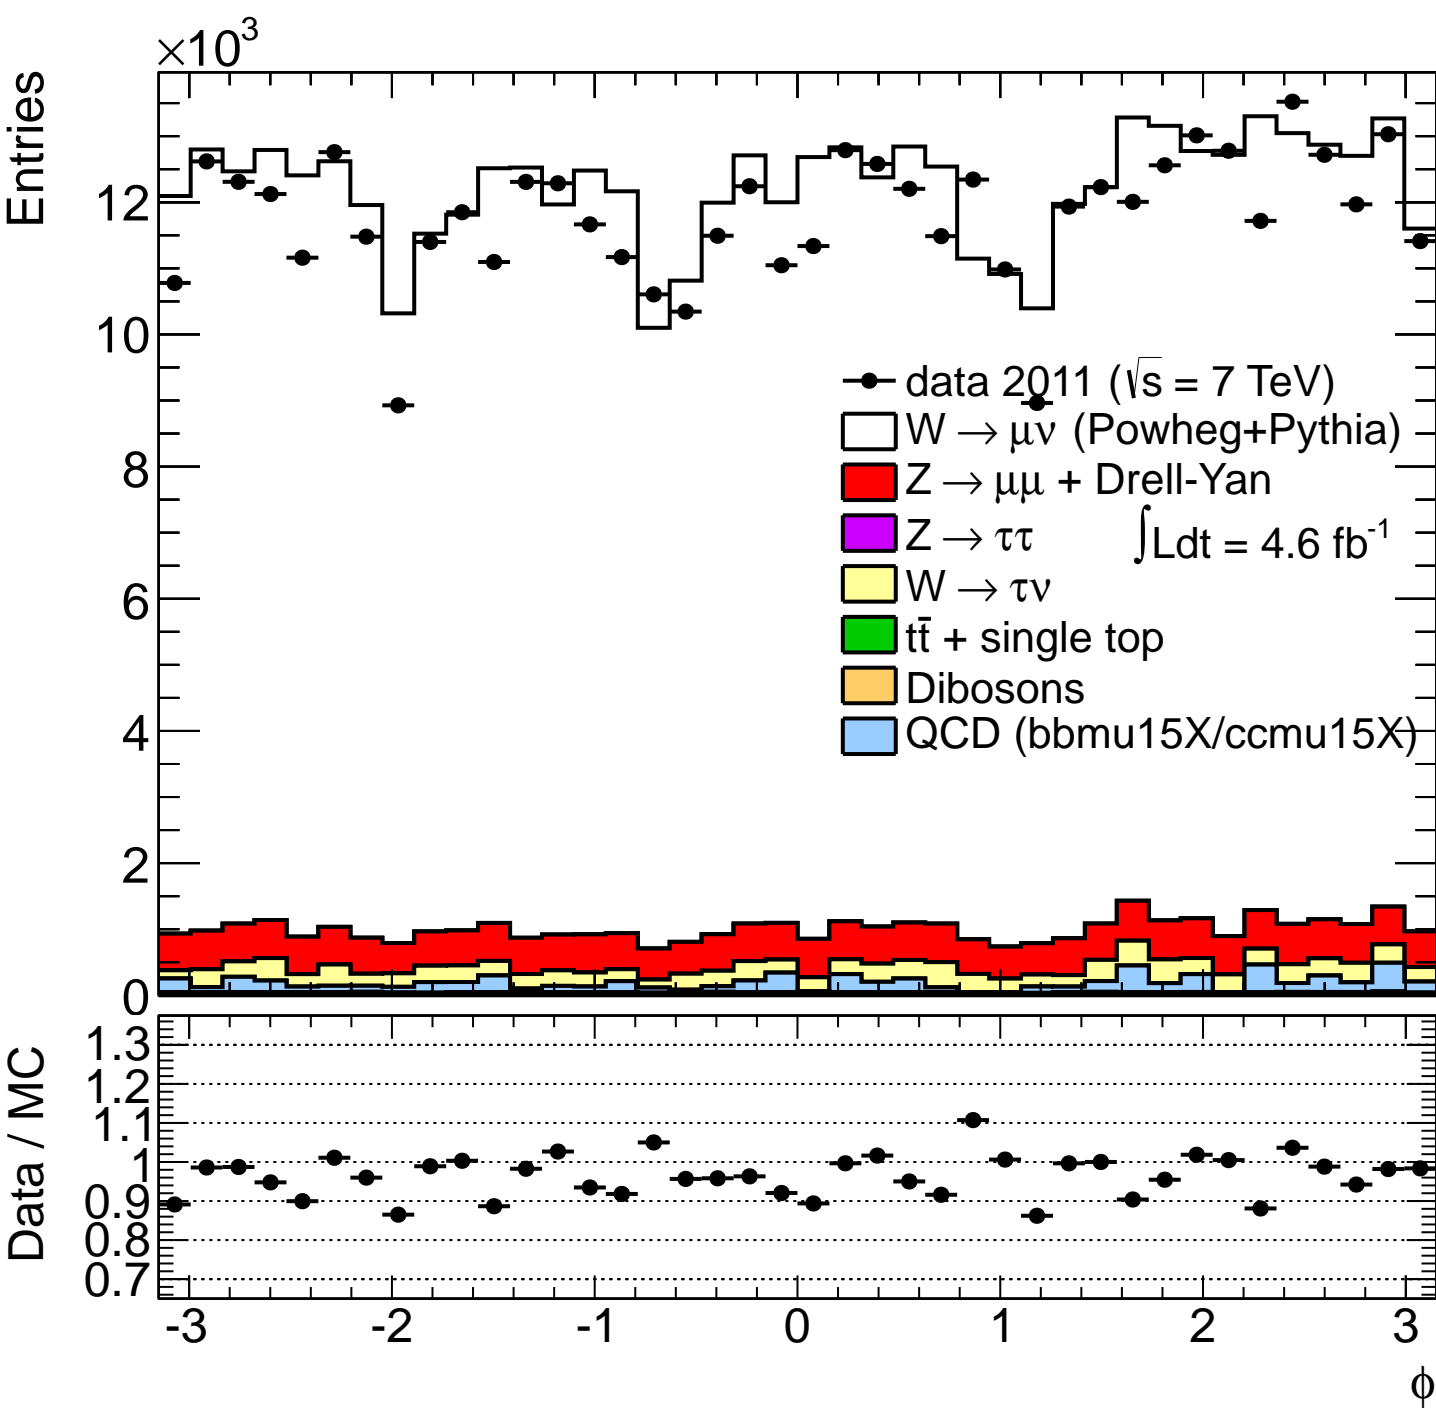 ×10³
Entries
12
10
8
6
4
2
0
data 2011 (√s = 7 TeV)
W → μν (Powheg+Pythia)
Z → μμ + Drell-Yan
Z → ττ
∫Ldt = 4.6 fb⁻¹
W → τν
tt̄ + single top
Dibosons
QCD (bbmu15X/ccmu15X)
Data / MC
1.3
1.2
1.1
1
0.9
0.8
0.7
-3 -2 -1 0 1 2 3
ϕ